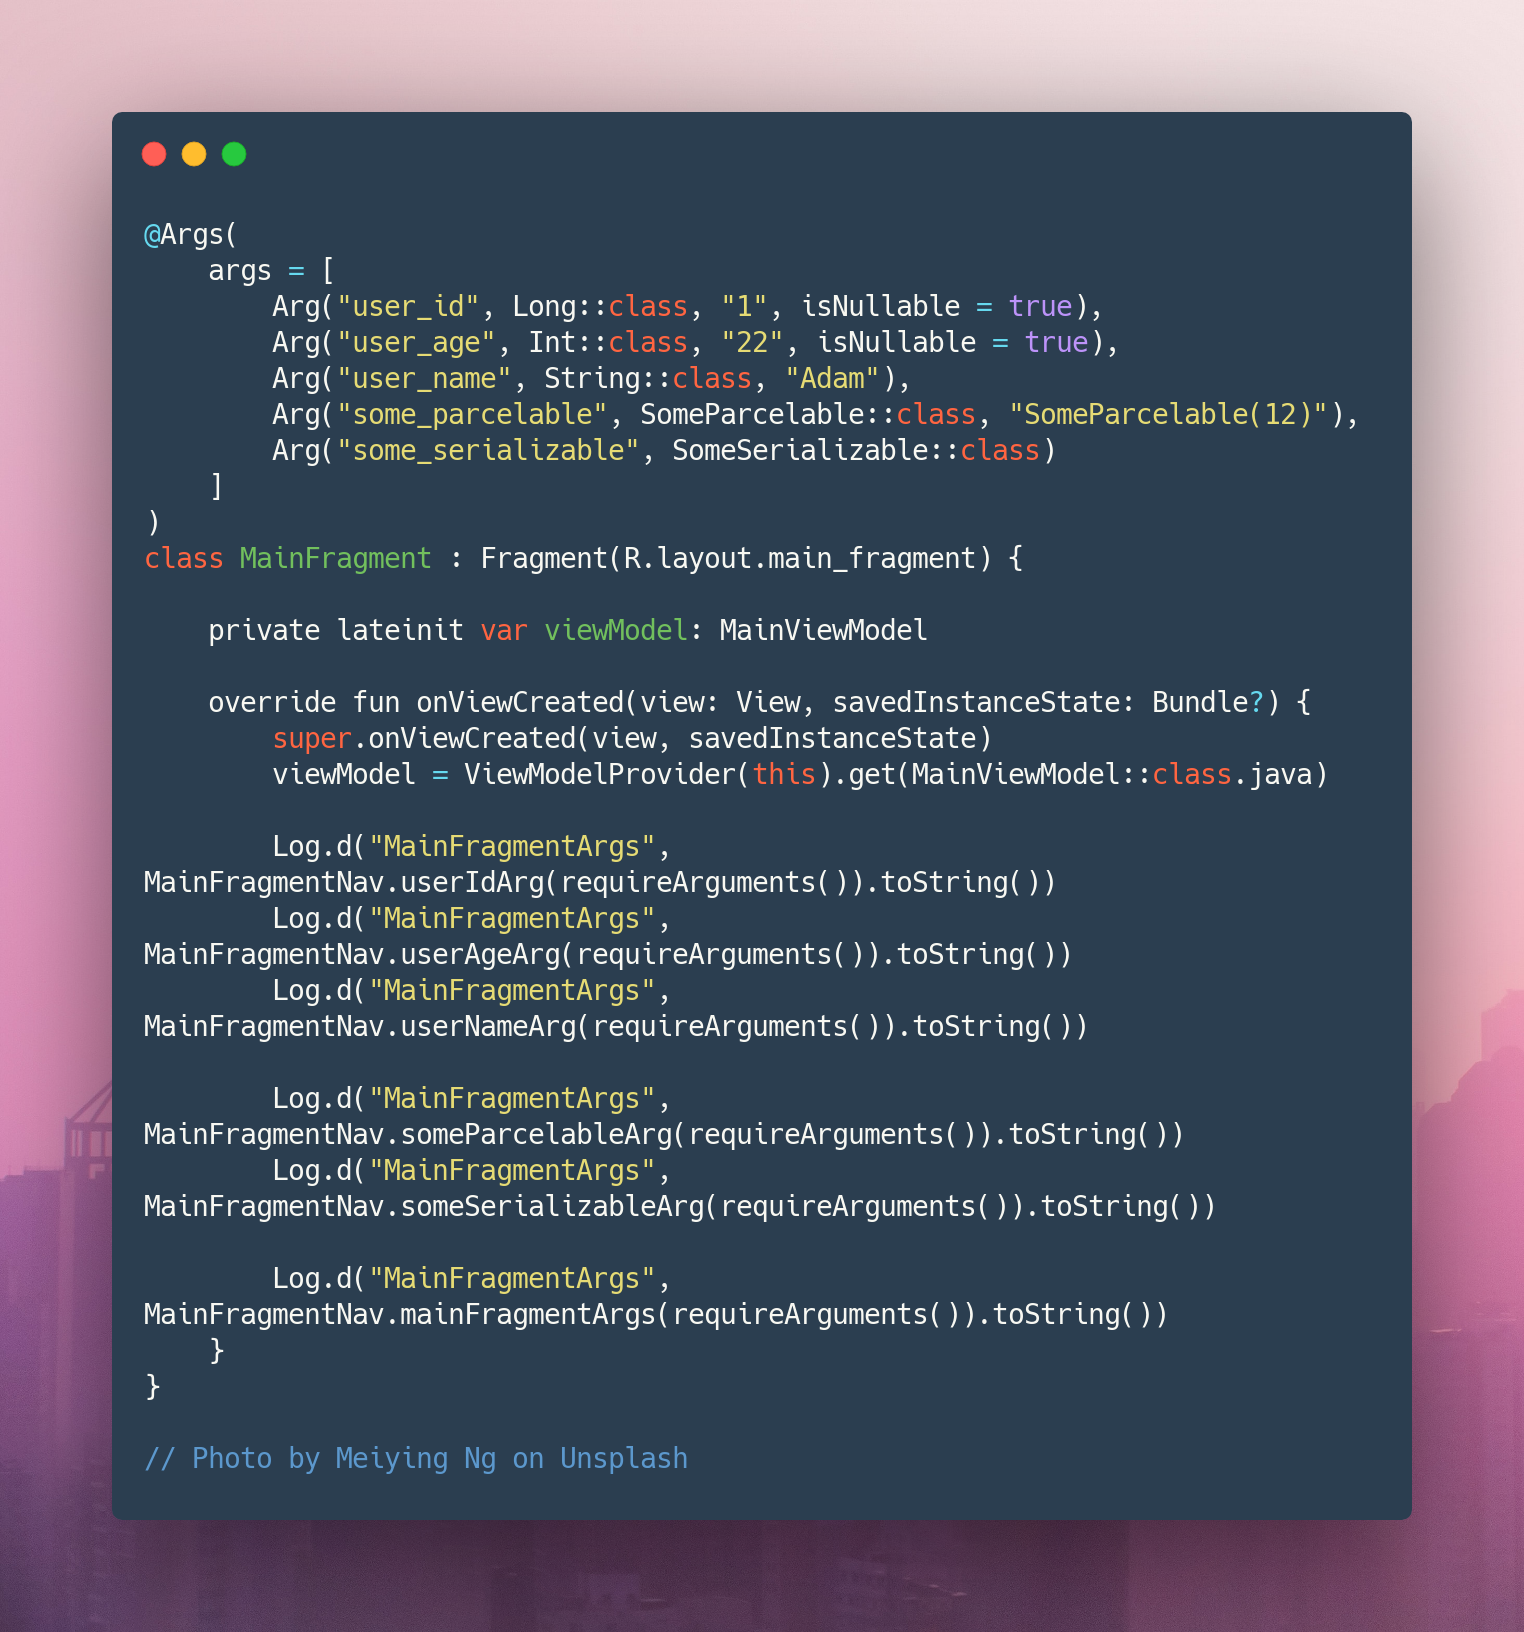 @Args(
    args = [
        Arg("user_id", Long::class, "1", isNullable = true),
        Arg("user_age", Int::class, "22", isNullable = true),
        Arg("user_name", String::class, "Adam"),
        Arg("some_parcelable", SomeParcelable::class, "SomeParcelable(12)"),
        Arg("some_serializable", SomeSerializable::class)
    ]
)
class MainFragment : Fragment(R.layout.main_fragment) {

    private lateinit var viewModel: MainViewModel

    override fun onViewCreated(view: View, savedInstanceState: Bundle?) {
        super.onViewCreated(view, savedInstanceState)
        viewModel = ViewModelProvider(this).get(MainViewModel::class.java)

        Log.d("MainFragmentArgs",
MainFragmentNav.userIdArg(requireArguments()).toString())
        Log.d("MainFragmentArgs",
MainFragmentNav.userAgeArg(requireArguments()).toString())
        Log.d("MainFragmentArgs",
MainFragmentNav.userNameArg(requireArguments()).toString())

        Log.d("MainFragmentArgs",
MainFragmentNav.someParcelableArg(requireArguments()).toString())
        Log.d("MainFragmentArgs",
MainFragmentNav.someSerializableArg(requireArguments()).toString())

        Log.d("MainFragmentArgs",
MainFragmentNav.mainFragmentArgs(requireArguments()).toString())
    }
}

// Photo by Meiying Ng on Unsplash